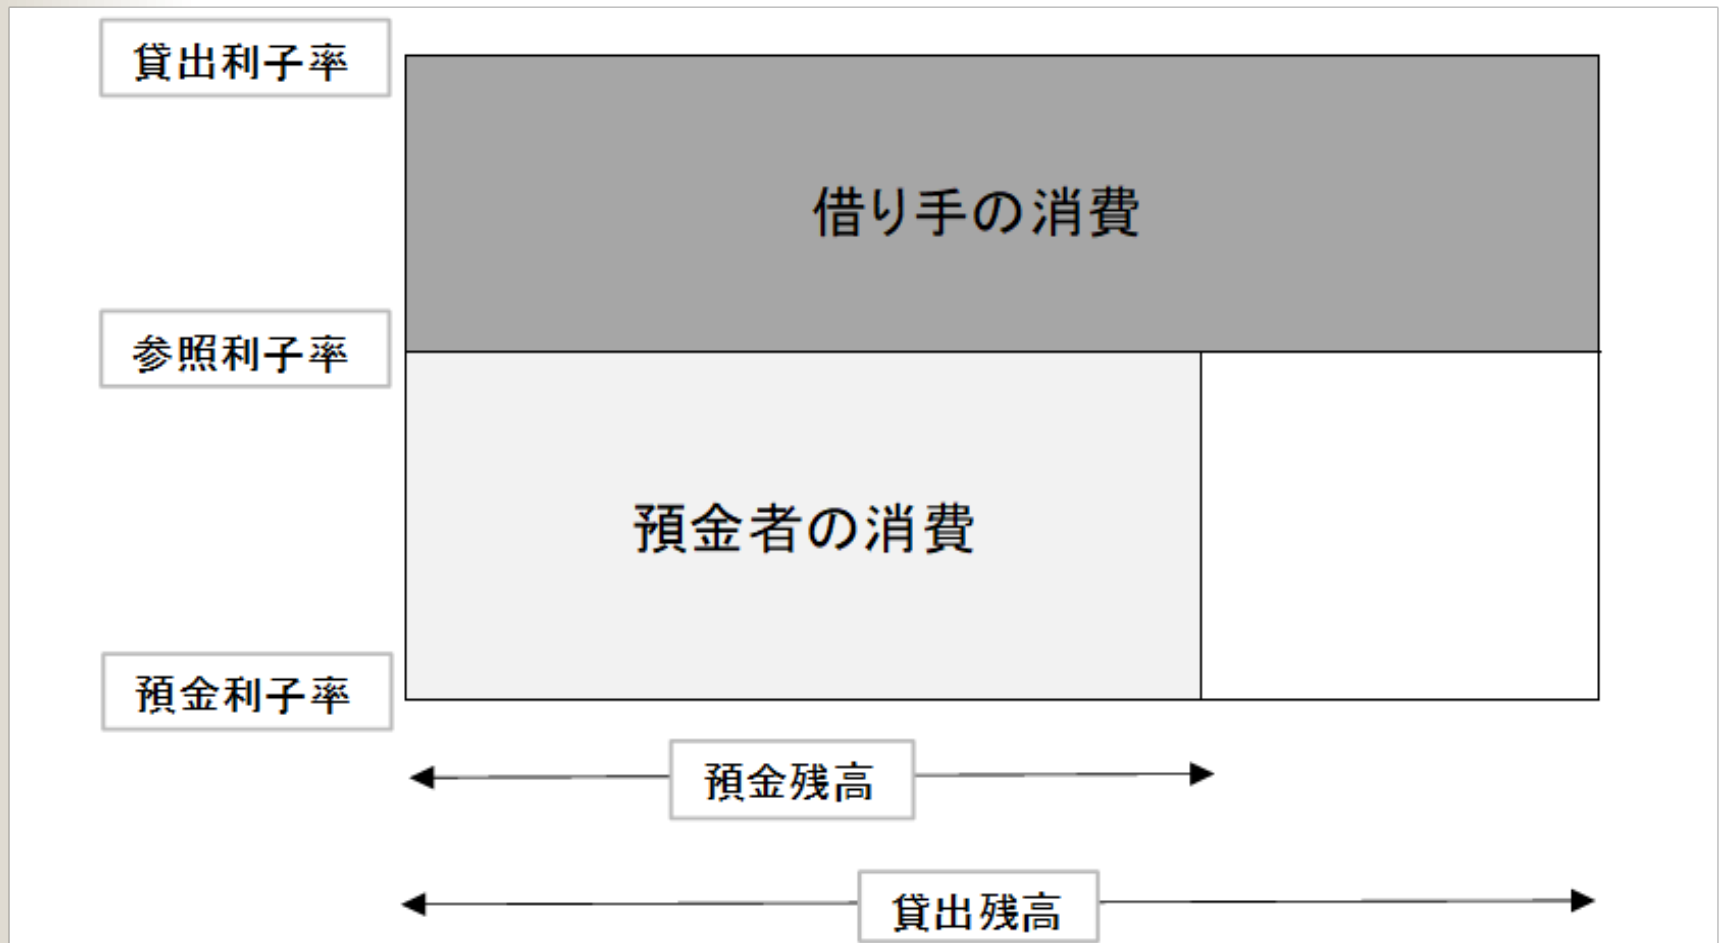 貸出利子率
借り手の消費
参照利子率
預金者の消費
預金利子率
預金残高
貸出残高